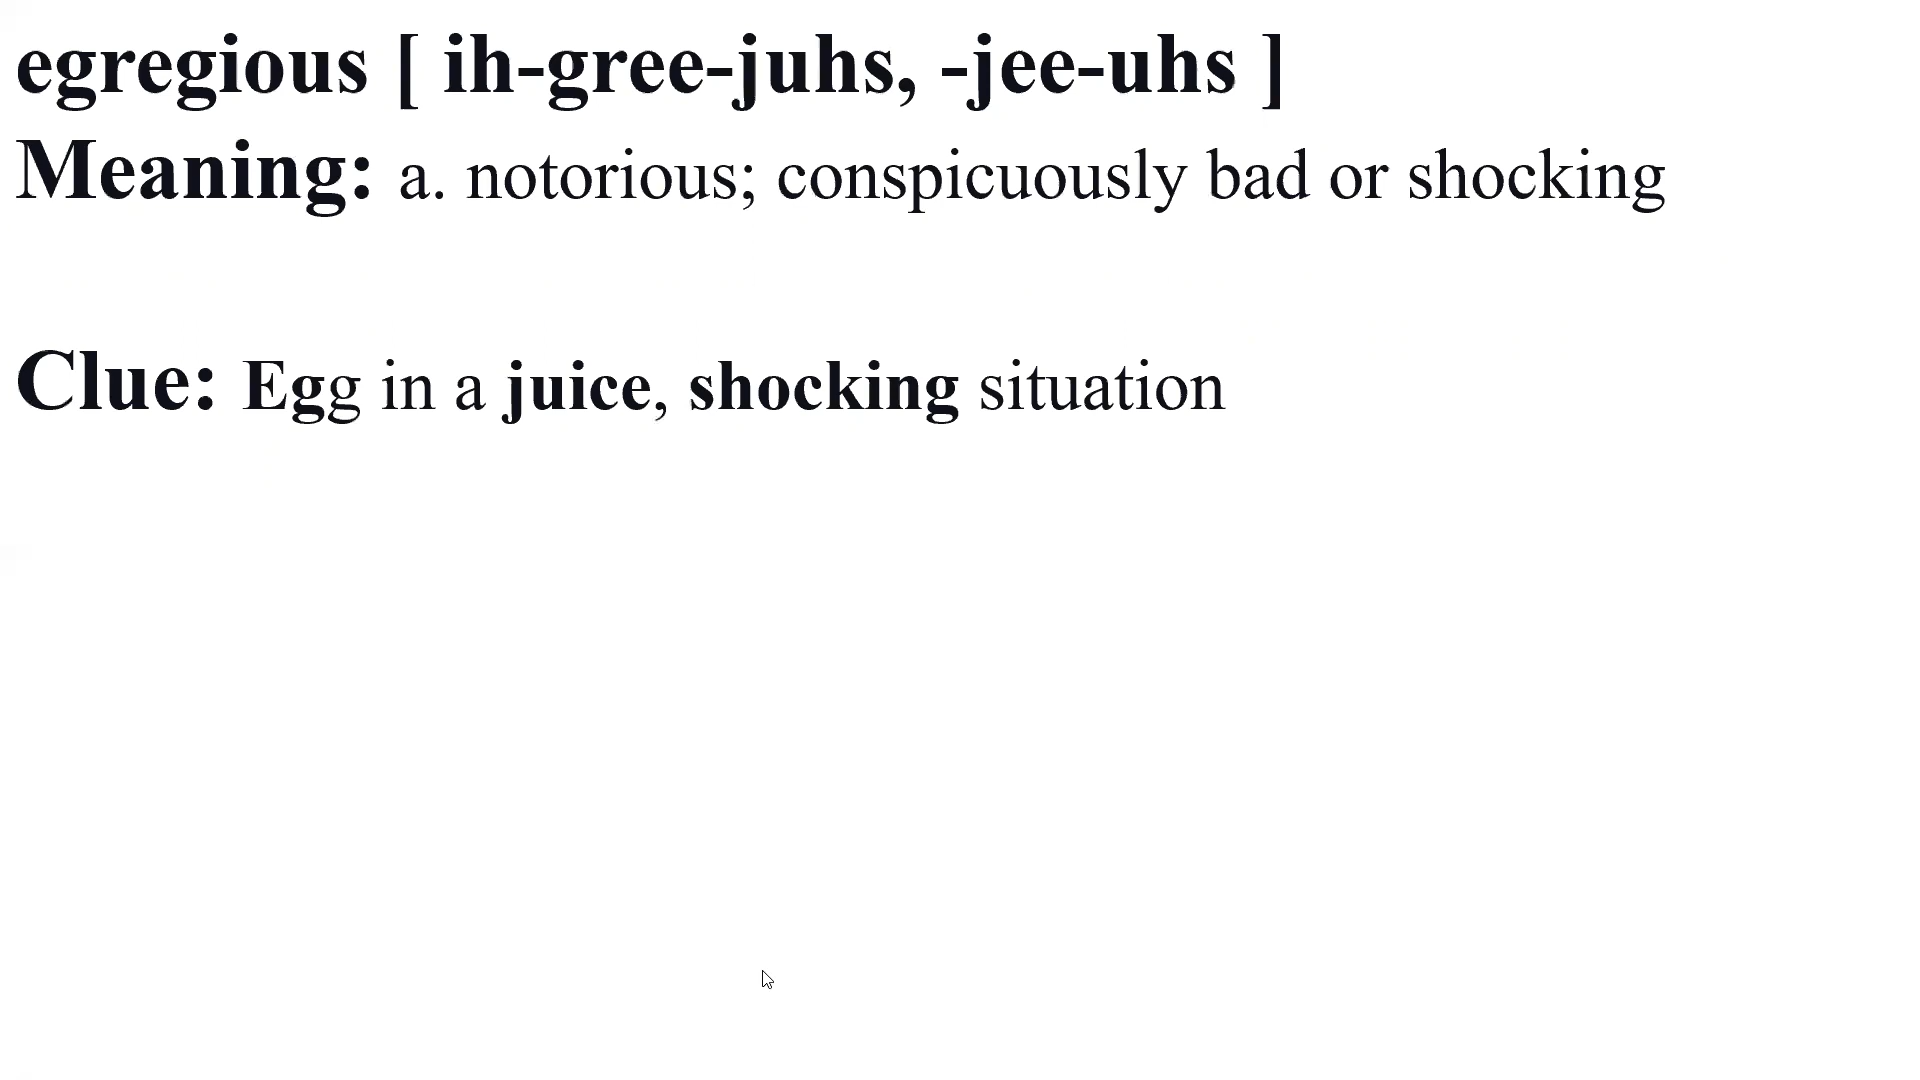 egregious [ ih-gree-juhs, -jee-uhs ]
Meaning: a. notorious; conspicuously bad or shocking
Clue: Egg in a juice, shocking situation